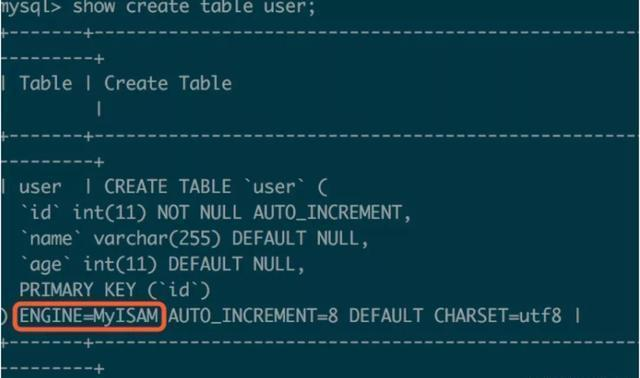 mysql> show create table user;
+-------+---------------------------------------------
---------+
| Table | Create Table
|
+-------+---------------------------------------------
---------+
| user | CREATE TABLE `user` (
`id` int(11) NOT NULL AUTO_INCREMENT,
`name` varchar(255) DEFAULT NULL,
`age` int(11) DEFAULT NULL,
PRIMARY KEY (`id`)
) ENGINE=MyISAM AUTO_INCREMENT=8 DEFAULT CHARSET=utf8 |
+-------+---------------------------------------------
---------+